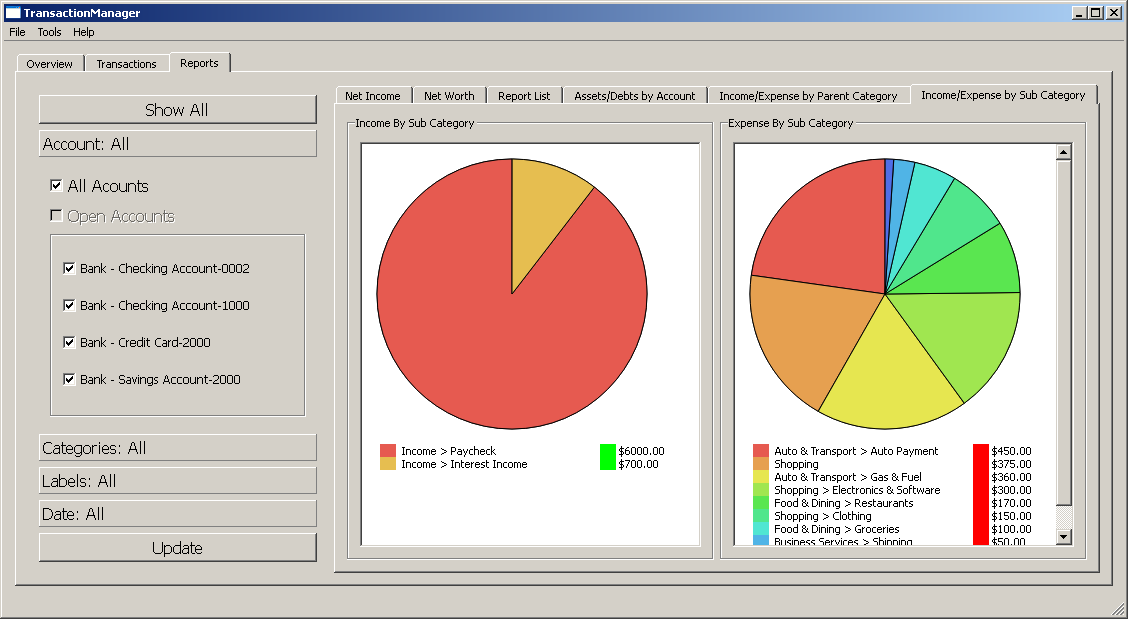 TransactionManager
File Tools Help
Overview Transactions Reports
Show All
Account: All
All Acounts
Open Accounts
Bank - Checking Account-0002
Bank - Checking Account-1000
Bank - Credit Card-2000
Bank - Savings Account-2000
Categories: All
Labels: All
Date: All
Update
Net Income Net Worth Report List Assets/Debts by Account Income/Expense by Parent Category Income/Expense by Sub Category
Income By Sub Category
Income > Paycheck $6000.00
Income > Interest Income $700.00
Expense By Sub Category
Auto & Transport > Auto Payment $450.00
Shopping $375.00
Auto & Transport > Gas & Fuel $360.00
Shopping > Electronics & Software $300.00
Food & Dining > Restaurants $170.00
Shopping > Clothing $150.00
Food & Dining > Groceries $100.00
Business Services > Shipping $50.00